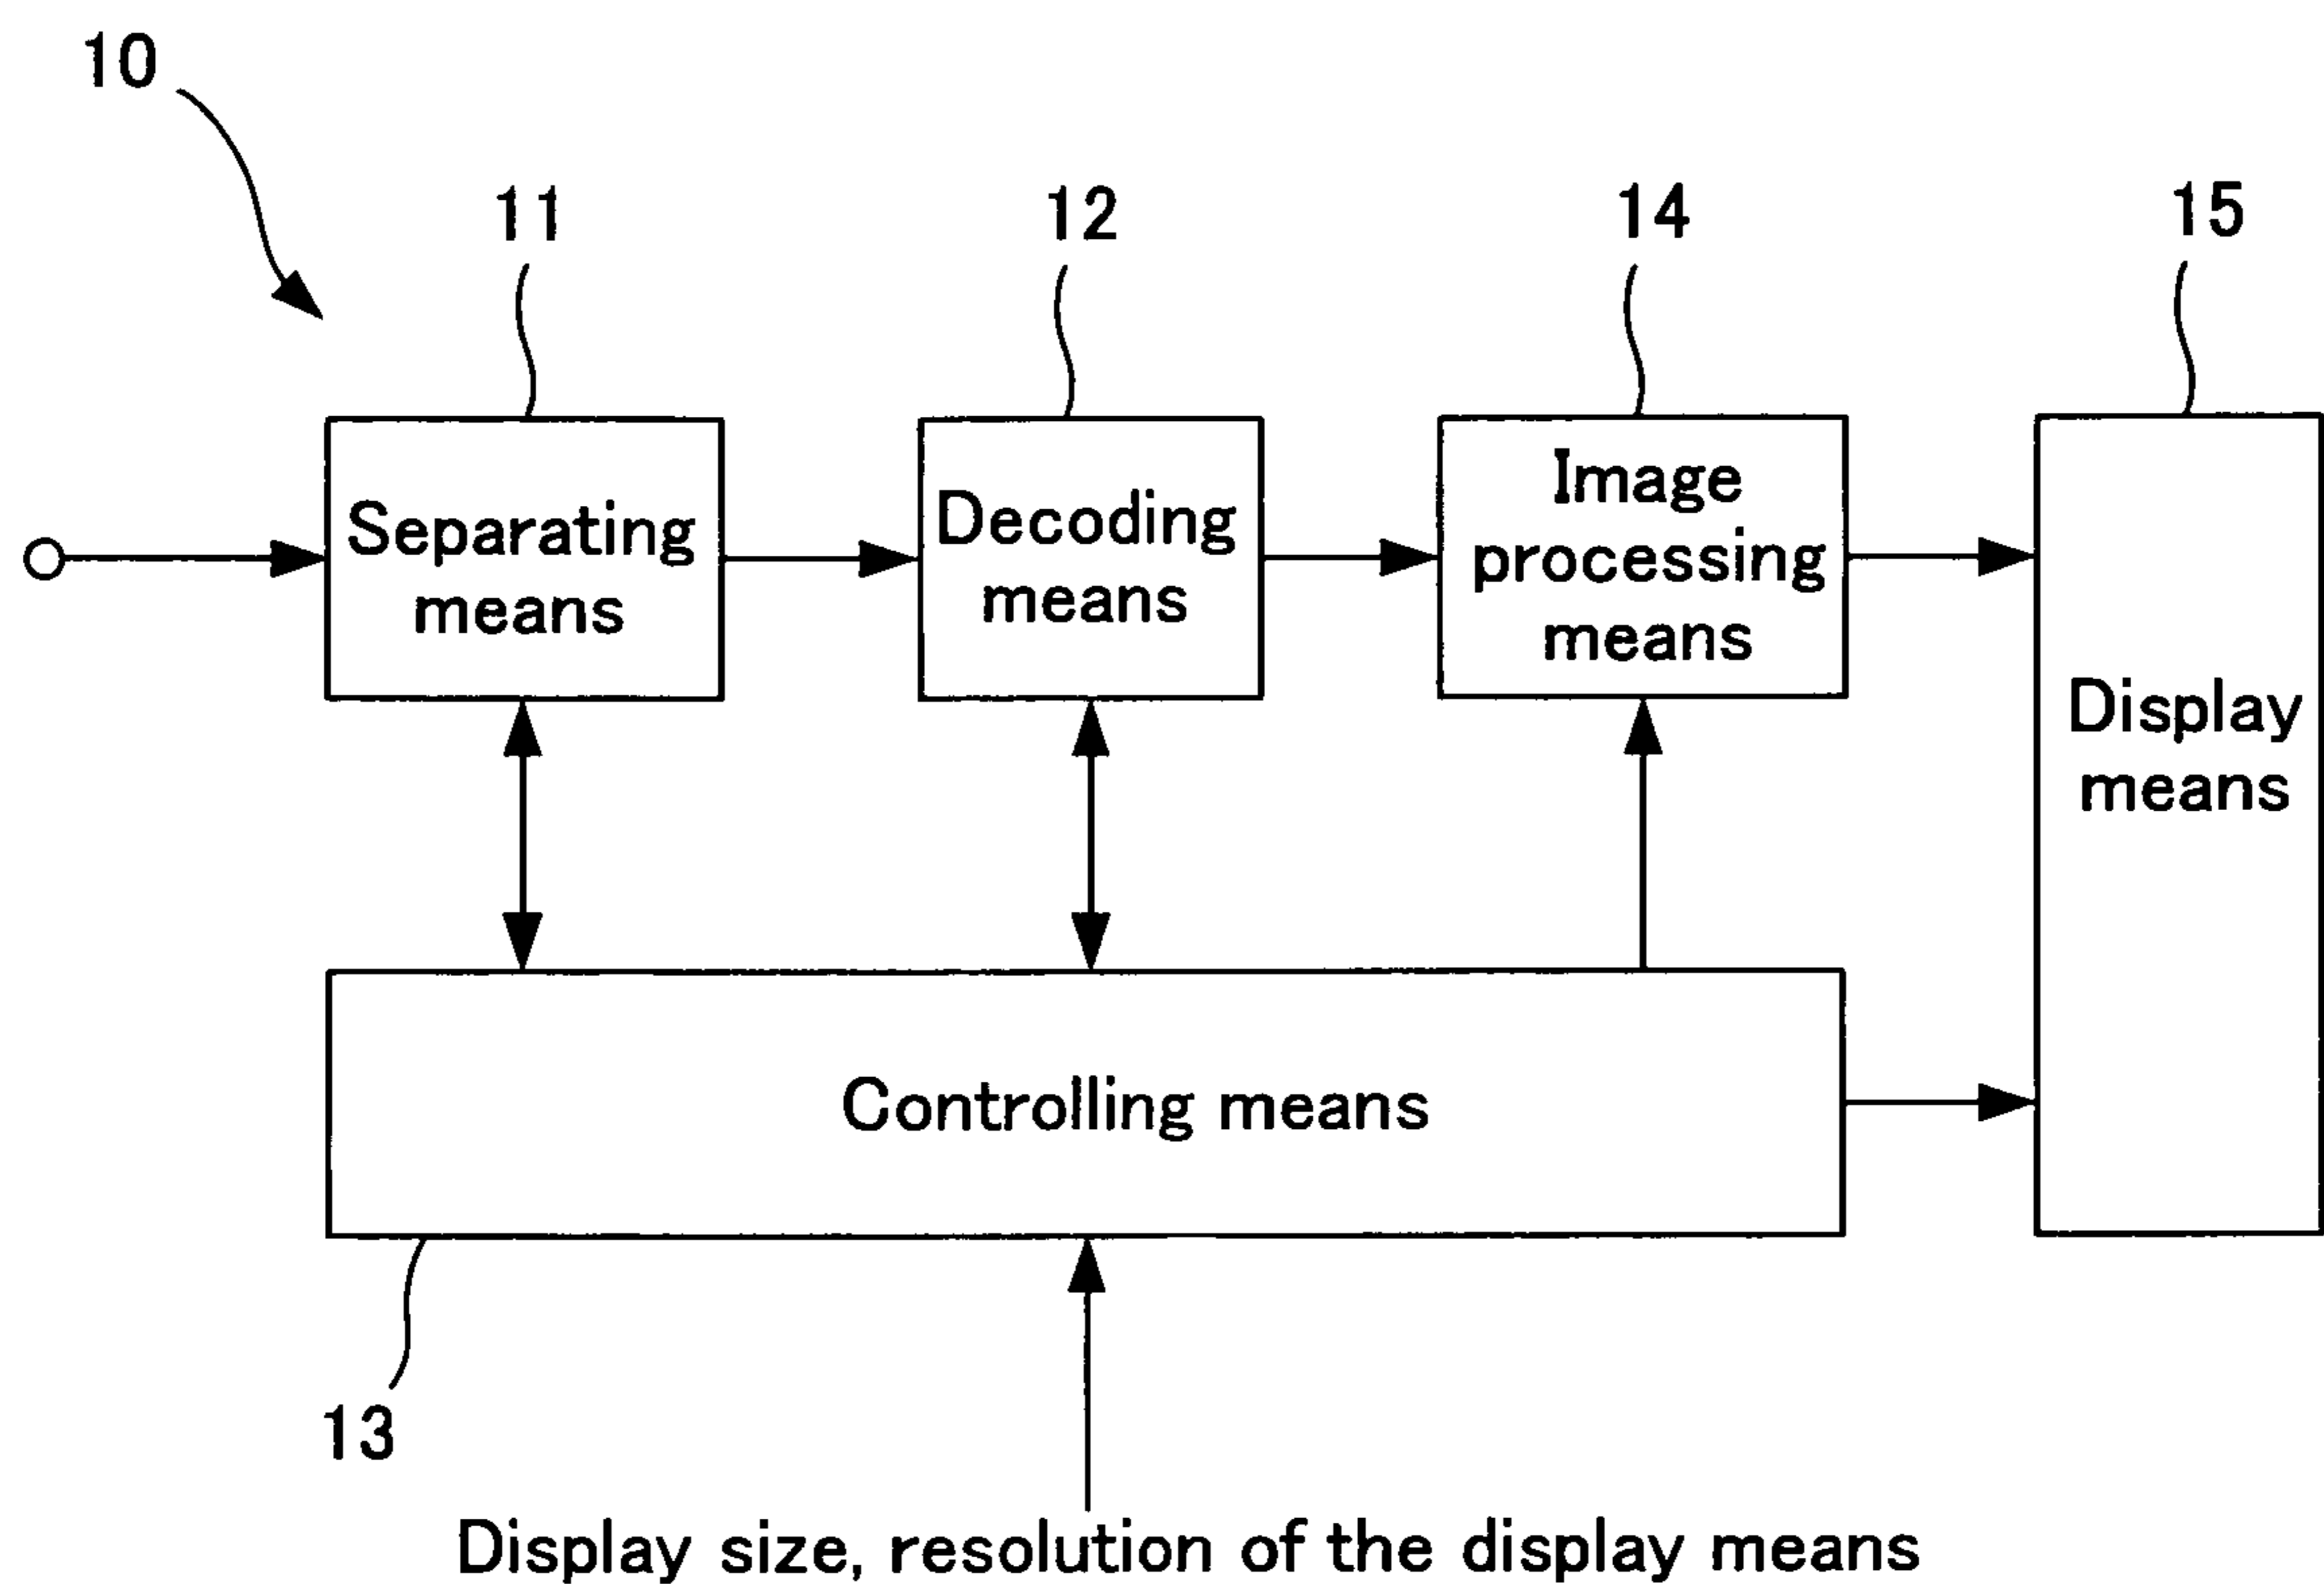 10
11
12
14
15
Separating
means
Decoding
means
Image
processing
means
Display
means
Controlling means
13
Display size, resolution of the display means